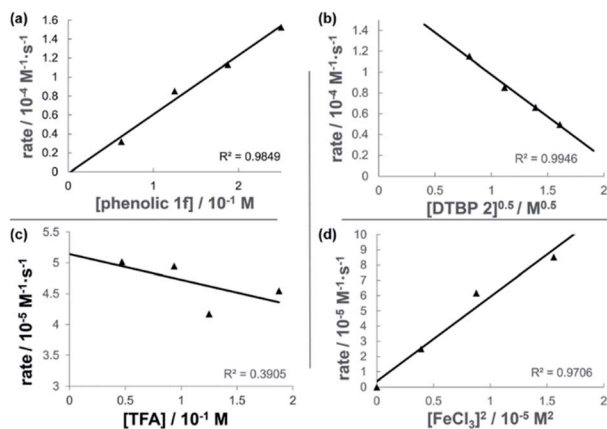 (a)
rate / 10⁻⁴ M⁻¹·s⁻¹
1.6
1.4
1.2
1
0.8
0.6
0.4
0.2
0
R² = 0.9849
0 1 2
[phenolic 1f] / 10⁻¹ M
(b)
rate / 10⁻⁴ M⁻¹·s⁻¹
1.6
1.4
1.2
1
0.8
0.6
0.4
0.2
0
R² = 0.9946
0 0.5 1 1.5 2
[DTBP 2]⁰·⁵ / M⁰·⁵
(c)
rate / 10⁻⁵ M⁻¹·s⁻¹
5.5
5
4.5
4
3.5
3
R² = 0.3905
0 0.5 1 1.5 2
[TFA] / 10⁻¹ M
(d)
rate / 10⁻⁵ M⁻¹·s⁻¹
10
9
8
7
6
5
4
3
2
1
0
R² = 0.9706
0 0.5 1 1.5 2
[FeCl₃]² / 10⁻⁵ M²